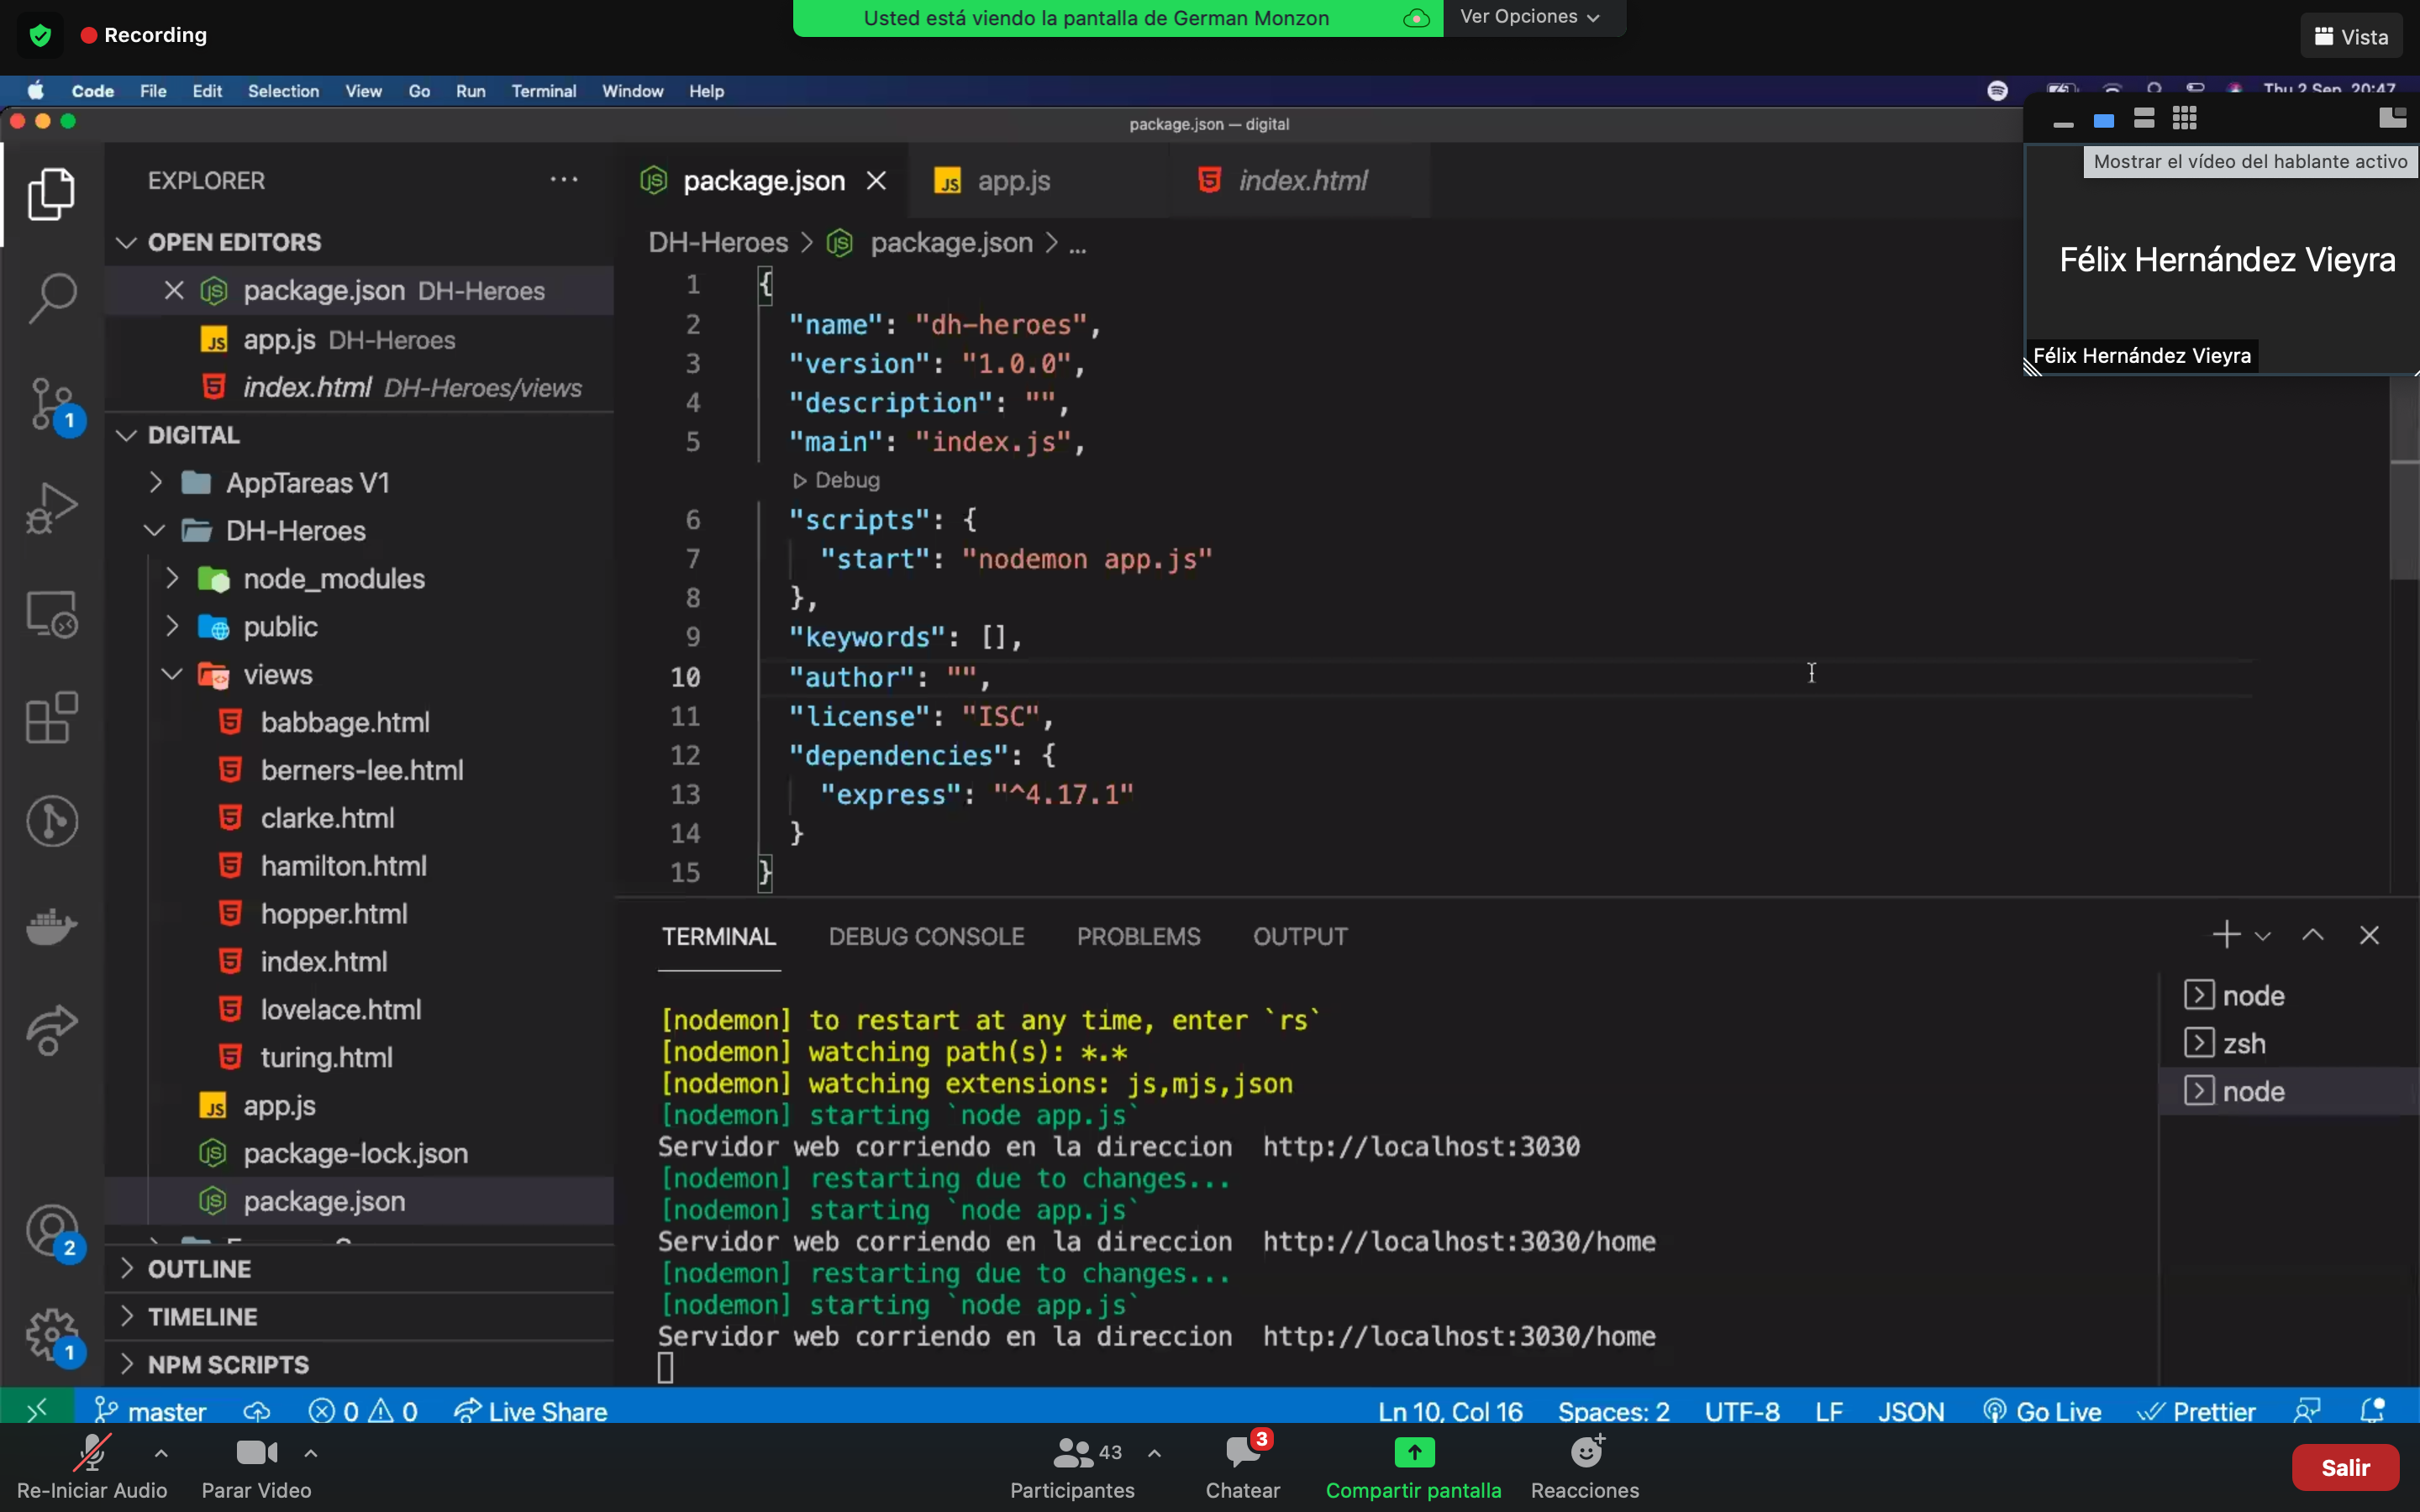 Recording
Usted está viendo la pantalla de German Monzon
Ver Opciones
Vista
Code File Edit Selection View Go Run Terminal Window Help
Thu 2 Sep 20:47
package.json — digital
Mostrar el vídeo del hablante activo
Félix Hernández Vieyra
Félix Hernández Vieyra
EXPLORER
OPEN EDITORS
package.json DH-Heroes
app.js DH-Heroes
index.html DH-Heroes/views
DIGITAL
AppTareas V1
DH-Heroes
node_modules
public
views
babbage.html
berners-lee.html
clarke.html
hamilton.html
hopper.html
index.html
lovelace.html
turing.html
app.js
package-lock.json
package.json
OUTLINE
TIMELINE
NPM SCRIPTS
1
2
1
package.json
app.js
index.html
DH-Heroes > package.json > ...
1 {
2 "name": "dh-heroes",
3 "version": "1.0.0",
4 "description": "",
5 "main": "index.js",
Debug
6 "scripts": {
7 "start": "nodemon app.js"
8 },
9 "keywords": [],
10 "author": "",
11 "license": "ISC",
12 "dependencies": {
13 "express": "^4.17.1"
14 }
15 }
TERMINAL DEBUG CONSOLE PROBLEMS OUTPUT
[nodemon] to restart at any time, enter `rs`
[nodemon] watching path(s): *.*
[nodemon] watching extensions: js,mjs,json
[nodemon] starting `node app.js`
Servidor web corriendo en la direccion http://localhost:3030
[nodemon] restarting due to changes...
[nodemon] starting `node app.js`
Servidor web corriendo en la direccion http://localhost:3030/home
[nodemon] restarting due to changes...
[nodemon] starting `node app.js`
Servidor web corriendo en la direccion http://localhost:3030/home
node
zsh
node
master 0 0 Live Share
Ln 10, Col 16 Spaces: 2 UTF-8 LF JSON Go Live Prettier
Re-Iniciar Audio
Parar Video
43
Participantes
3
Chatear
Compartir pantalla
Reacciones
Salir